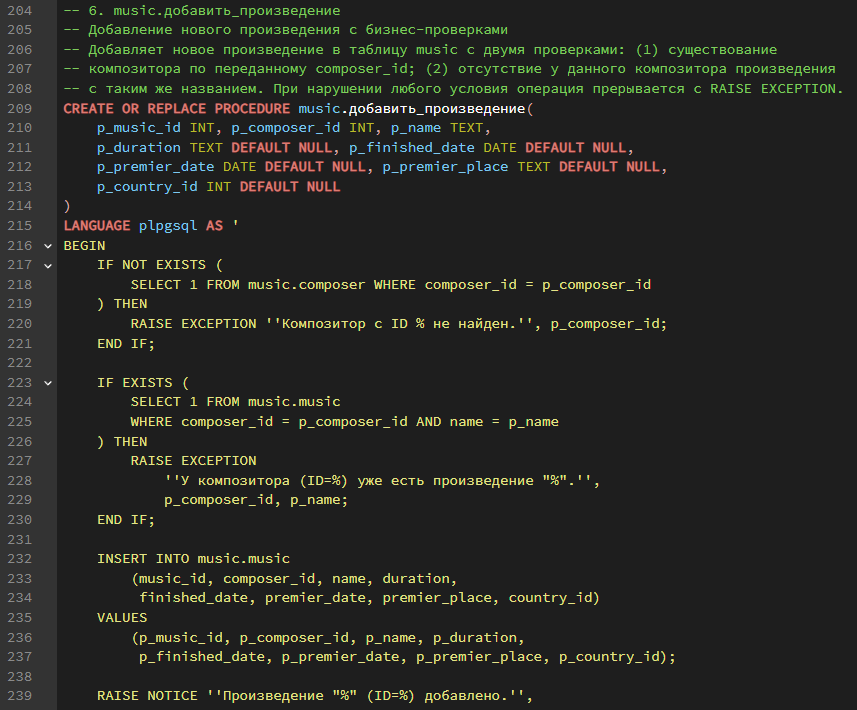 204 -- 6. music.добавить_произведение
205 -- Добавление нового произведения с бизнес-проверками
206 -- Добавляет новое произведение в таблицу music с двумя проверками: (1) существование
207 -- композитора по переданному composer_id; (2) отсутствие у данного композитора произведения
208 -- с таким же названием. При нарушении любого условия операция прерывается с RAISE EXCEPTION.
209 CREATE OR REPLACE PROCEDURE music.добавить_произведение(
210     p_music_id INT, p_composer_id INT, p_name TEXT,
211     p_duration TEXT DEFAULT NULL, p_finished_date DATE DEFAULT NULL,
212     p_premier_date DATE DEFAULT NULL, p_premier_place TEXT DEFAULT NULL,
213     p_country_id INT DEFAULT NULL
214 )
215 LANGUAGE plpgsql AS '
216 BEGIN
217     IF NOT EXISTS (
218         SELECT 1 FROM music.composer WHERE composer_id = p_composer_id
219     ) THEN
220         RAISE EXCEPTION ''Композитор с ID % не найден.'', p_composer_id;
221     END IF;
222
223     IF EXISTS (
224         SELECT 1 FROM music.music
225         WHERE composer_id = p_composer_id AND name = p_name
226     ) THEN
227         RAISE EXCEPTION
228             ''У композитора (ID=%) уже есть произведение "%".'',
229             p_composer_id, p_name;
230     END IF;
231
232     INSERT INTO music.music
233         (music_id, composer_id, name, duration,
234          finished_date, premier_date, premier_place, country_id)
235     VALUES
236         (p_music_id, p_composer_id, p_name, p_duration,
237          p_finished_date, p_premier_date, p_premier_place, p_country_id);
238
239     RAISE NOTICE ''Произведение "%" (ID=%) добавлено.'',